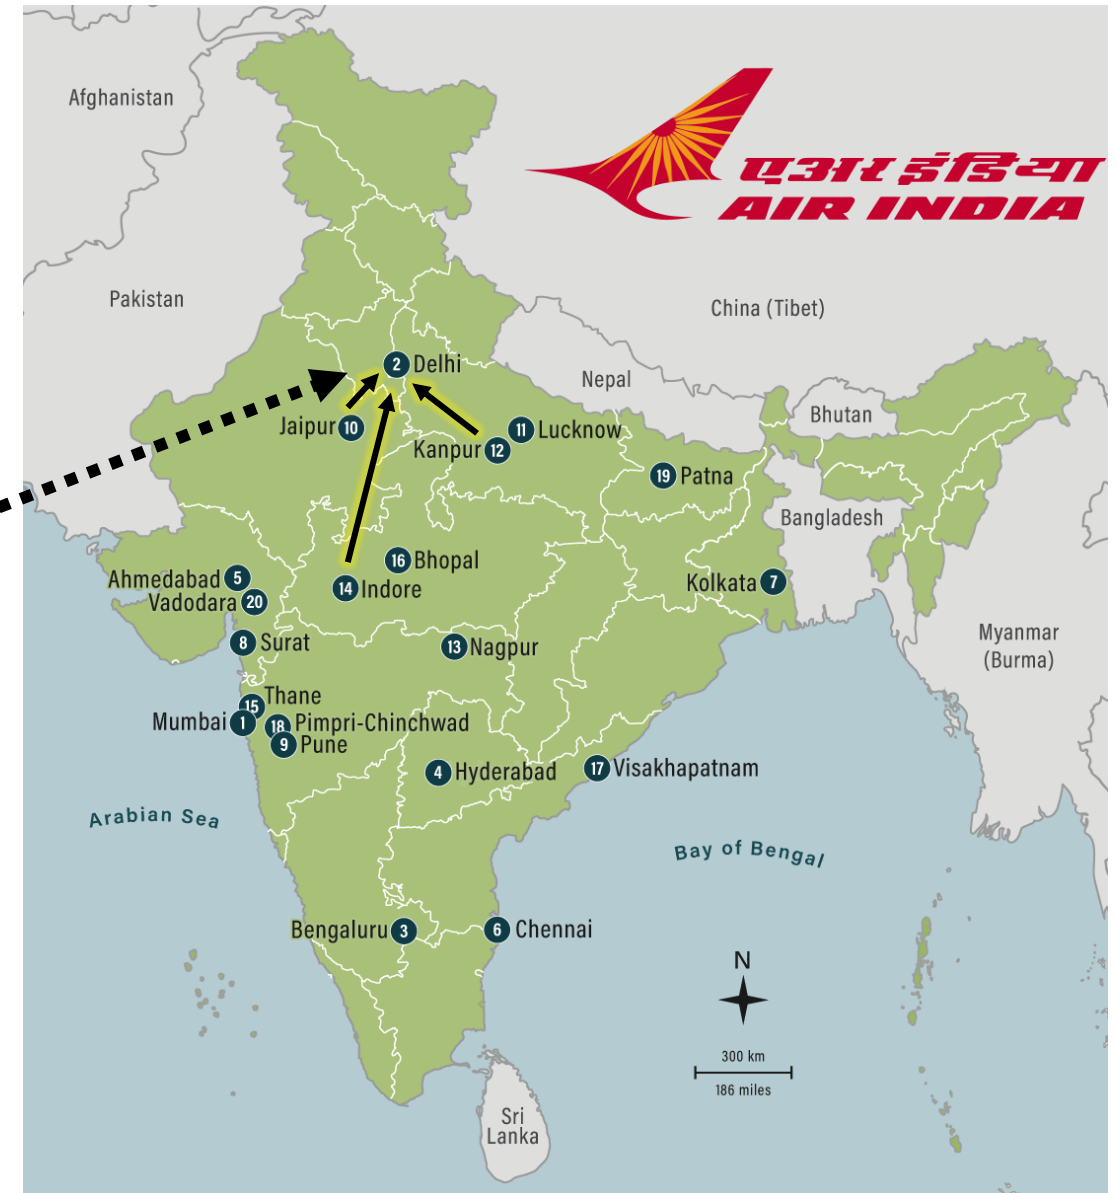 Afghanistan
एअर इंडिया
AIR INDIA
Pakistan
China (Tibet)
2 Delhi
Nepal
Bhutan
Jaipur 10
11 Lucknow
Kanpur 12
19 Patna
Bangladesh
16 Bhopal
Ahmedabad 5
14 Indore
Kolkata 7
Vadodara 20
8 Surat
13 Nagpur
Myanmar
(Burma)
Thane
15
Mumbai 1
18 Pimpri-Chinchwad
9 Pune
4 Hyderabad
17 Visakhapatnam
Arabian Sea
Bay of Bengal
Bengaluru 3
6 Chennai
N
300 km
186 miles
Sri
Lanka